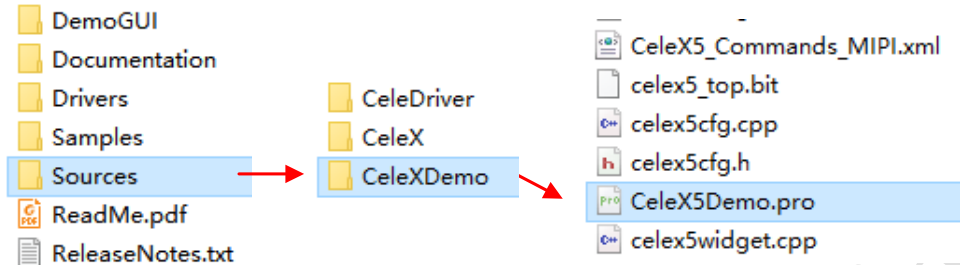 DemoGUI
Documentation
Drivers
Samples
Sources
ReadMe.pdf
ReleaseNotes.txt
CeleDriver
CeleX
CeleXDemo
CeleX5_Commands_MIPI.xml
celex5_top.bit
celex5cfg.cpp
celex5cfg.h
CeleX5Demo.pro
celex5widget.cpp